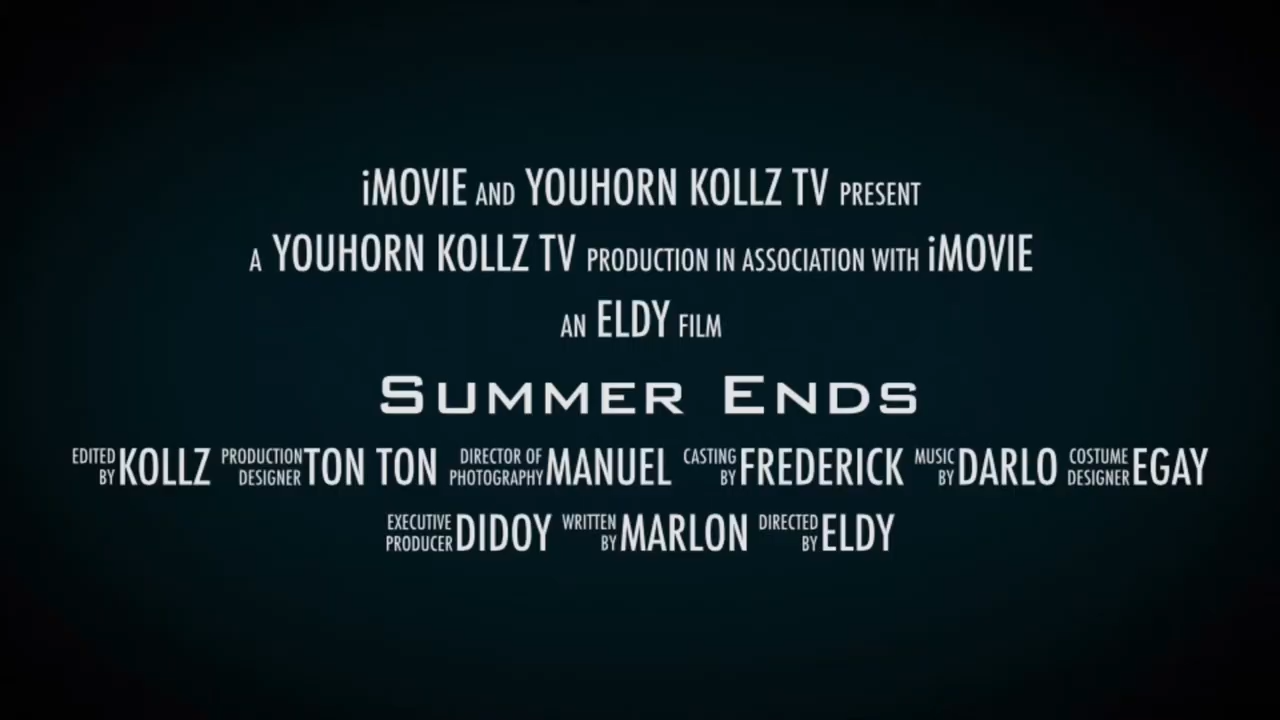 iMOVIE AND YOUHORN KOLLZ TV PRESENT
A YOUHORN KOLLZ TV PRODUCTION IN ASSOCIATION WITH iMOVIE
AN ELDY FILM
SUMMER ENDS
EDITED BY KOLLZ PRODUCTION DESIGNER TON TON DIRECTOR OF PHOTOGRAPHY MANUEL CASTING BY FREDERICK MUSIC BY DARLO COSTUME DESIGNER EGAY
EXECUTIVE PRODUCER DIDOY WRITTEN BY MARLON DIRECTED BY ELDY